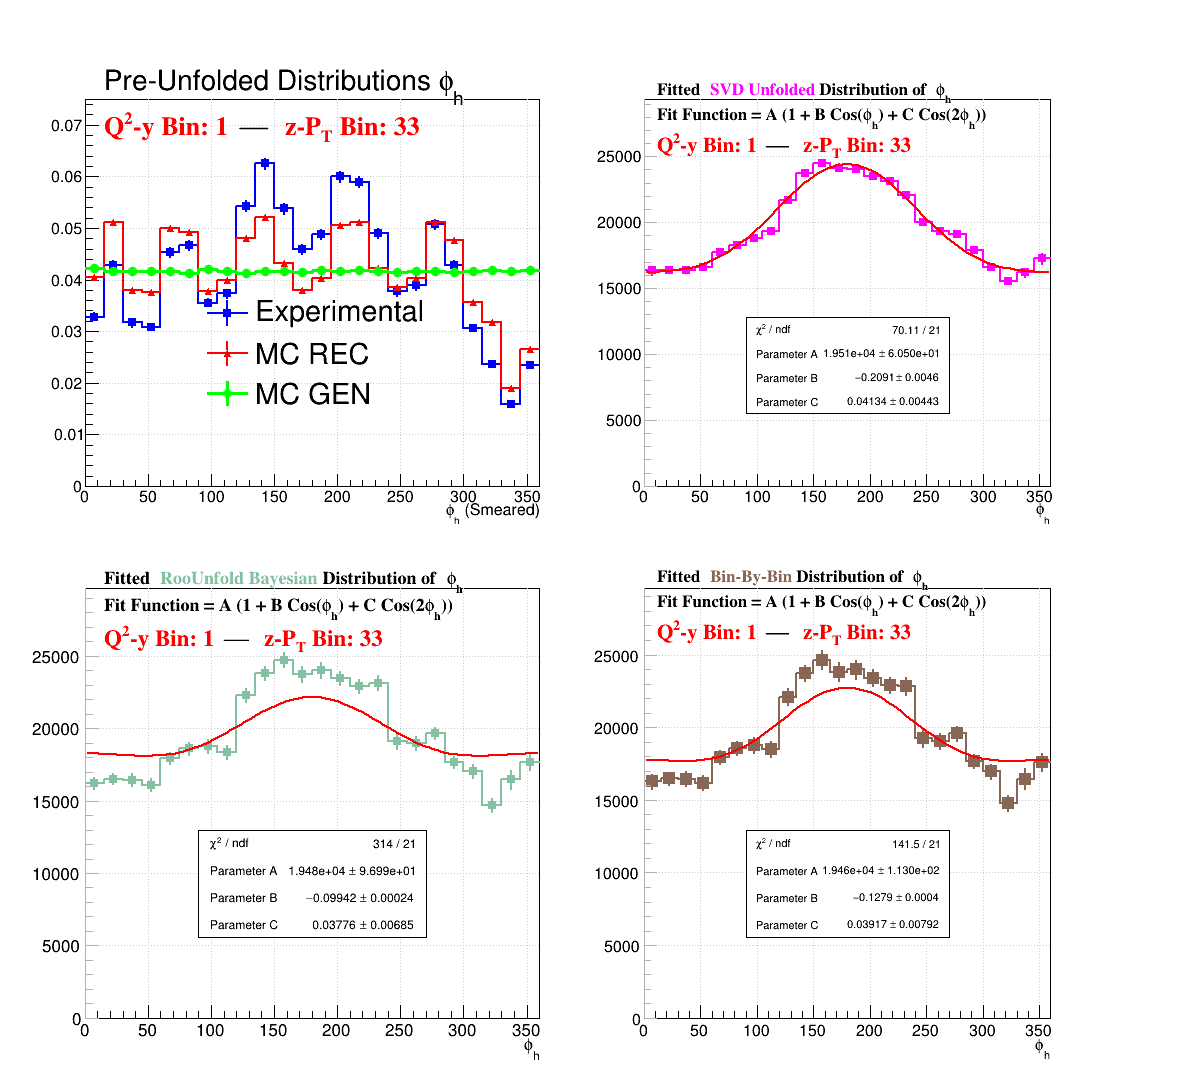 Pre-Unfolded Distributions ϕh
Q2-y Bin: 1 — z-PT Bin: 33
0.07
0.06
0.05
0.04
0.03
0.02
0.01
0
Experimental
MC REC
MC GEN
0 50 100 150 200 250 300 350
ϕh (Smeared)
Fitted SVD Unfolded Distribution of ϕh
Fit Function = A (1 + B Cos(ϕh) + C Cos(2ϕh))
Q2-y Bin: 1 — z-PT Bin: 33
25000
20000
15000
10000
5000
0
χ2 / ndf 70.11 / 21
Parameter A 1.951e+04 ± 6.050e+01
Parameter B −0.2091 ± 0.0046
Parameter C 0.04134 ± 0.00443
0 50 100 150 200 250 300 350
ϕh
Fitted RooUnfold Bayesian Distribution of ϕh
Fit Function = A (1 + B Cos(ϕh) + C Cos(2ϕh))
Q2-y Bin: 1 — z-PT Bin: 33
25000
20000
15000
10000
5000
0
χ2 / ndf 314 / 21
Parameter A 1.948e+04 ± 9.699e+01
Parameter B −0.09942 ± 0.00024
Parameter C 0.03776 ± 0.00685
0 50 100 150 200 250 300 350
ϕh
Fitted Bin-By-Bin Distribution of ϕh
Fit Function = A (1 + B Cos(ϕh) + C Cos(2ϕh))
Q2-y Bin: 1 — z-PT Bin: 33
25000
20000
15000
10000
5000
0
χ2 / ndf 141.5 / 21
Parameter A 1.946e+04 ± 1.130e+02
Parameter B −0.1279 ± 0.0004
Parameter C 0.03917 ± 0.00792
0 50 100 150 200 250 300 350
ϕh